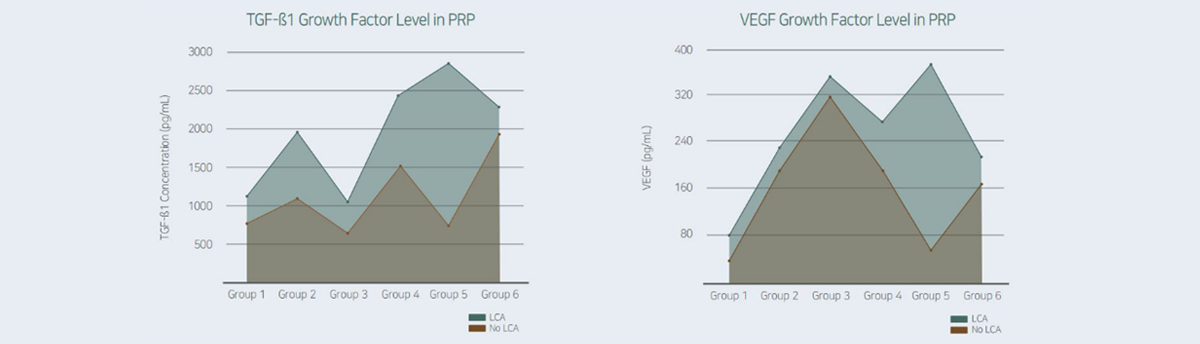 TGF-ß1 Growth Factor Level in PRP
TGF-ß1 Concentration (pg/mL)
3000
2500
2000
1500
1000
500
Group 1 Group 2 Group 3 Group 4 Group 5 Group 6
LCA
No LCA
VEGF Growth Factor Level in PRP
VEGF (pg/mL)
400
320
240
160
80
Group 1 Group 2 Group 3 Group 4 Group 5 Group 6
LCA
No LCA